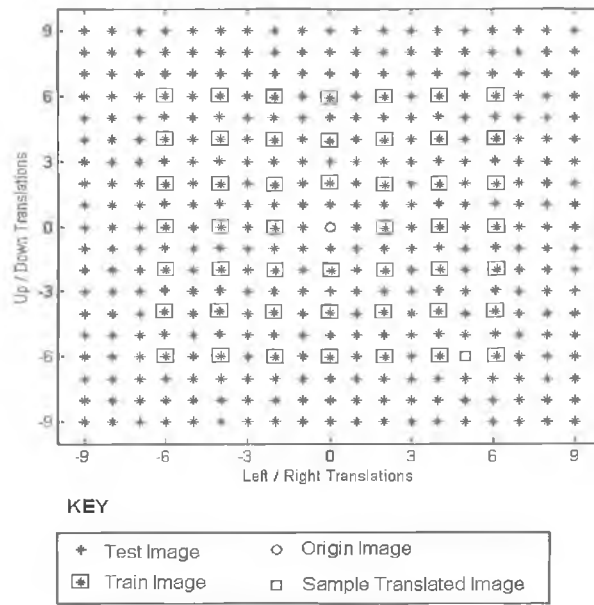 9
6
3
0
-3
-6
-9
Up / Down Translations
-9 -6 -3 0 3 6 9
Left / Right Translations
KEY
Test Image Origin Image
Train Image Sample Translated Image